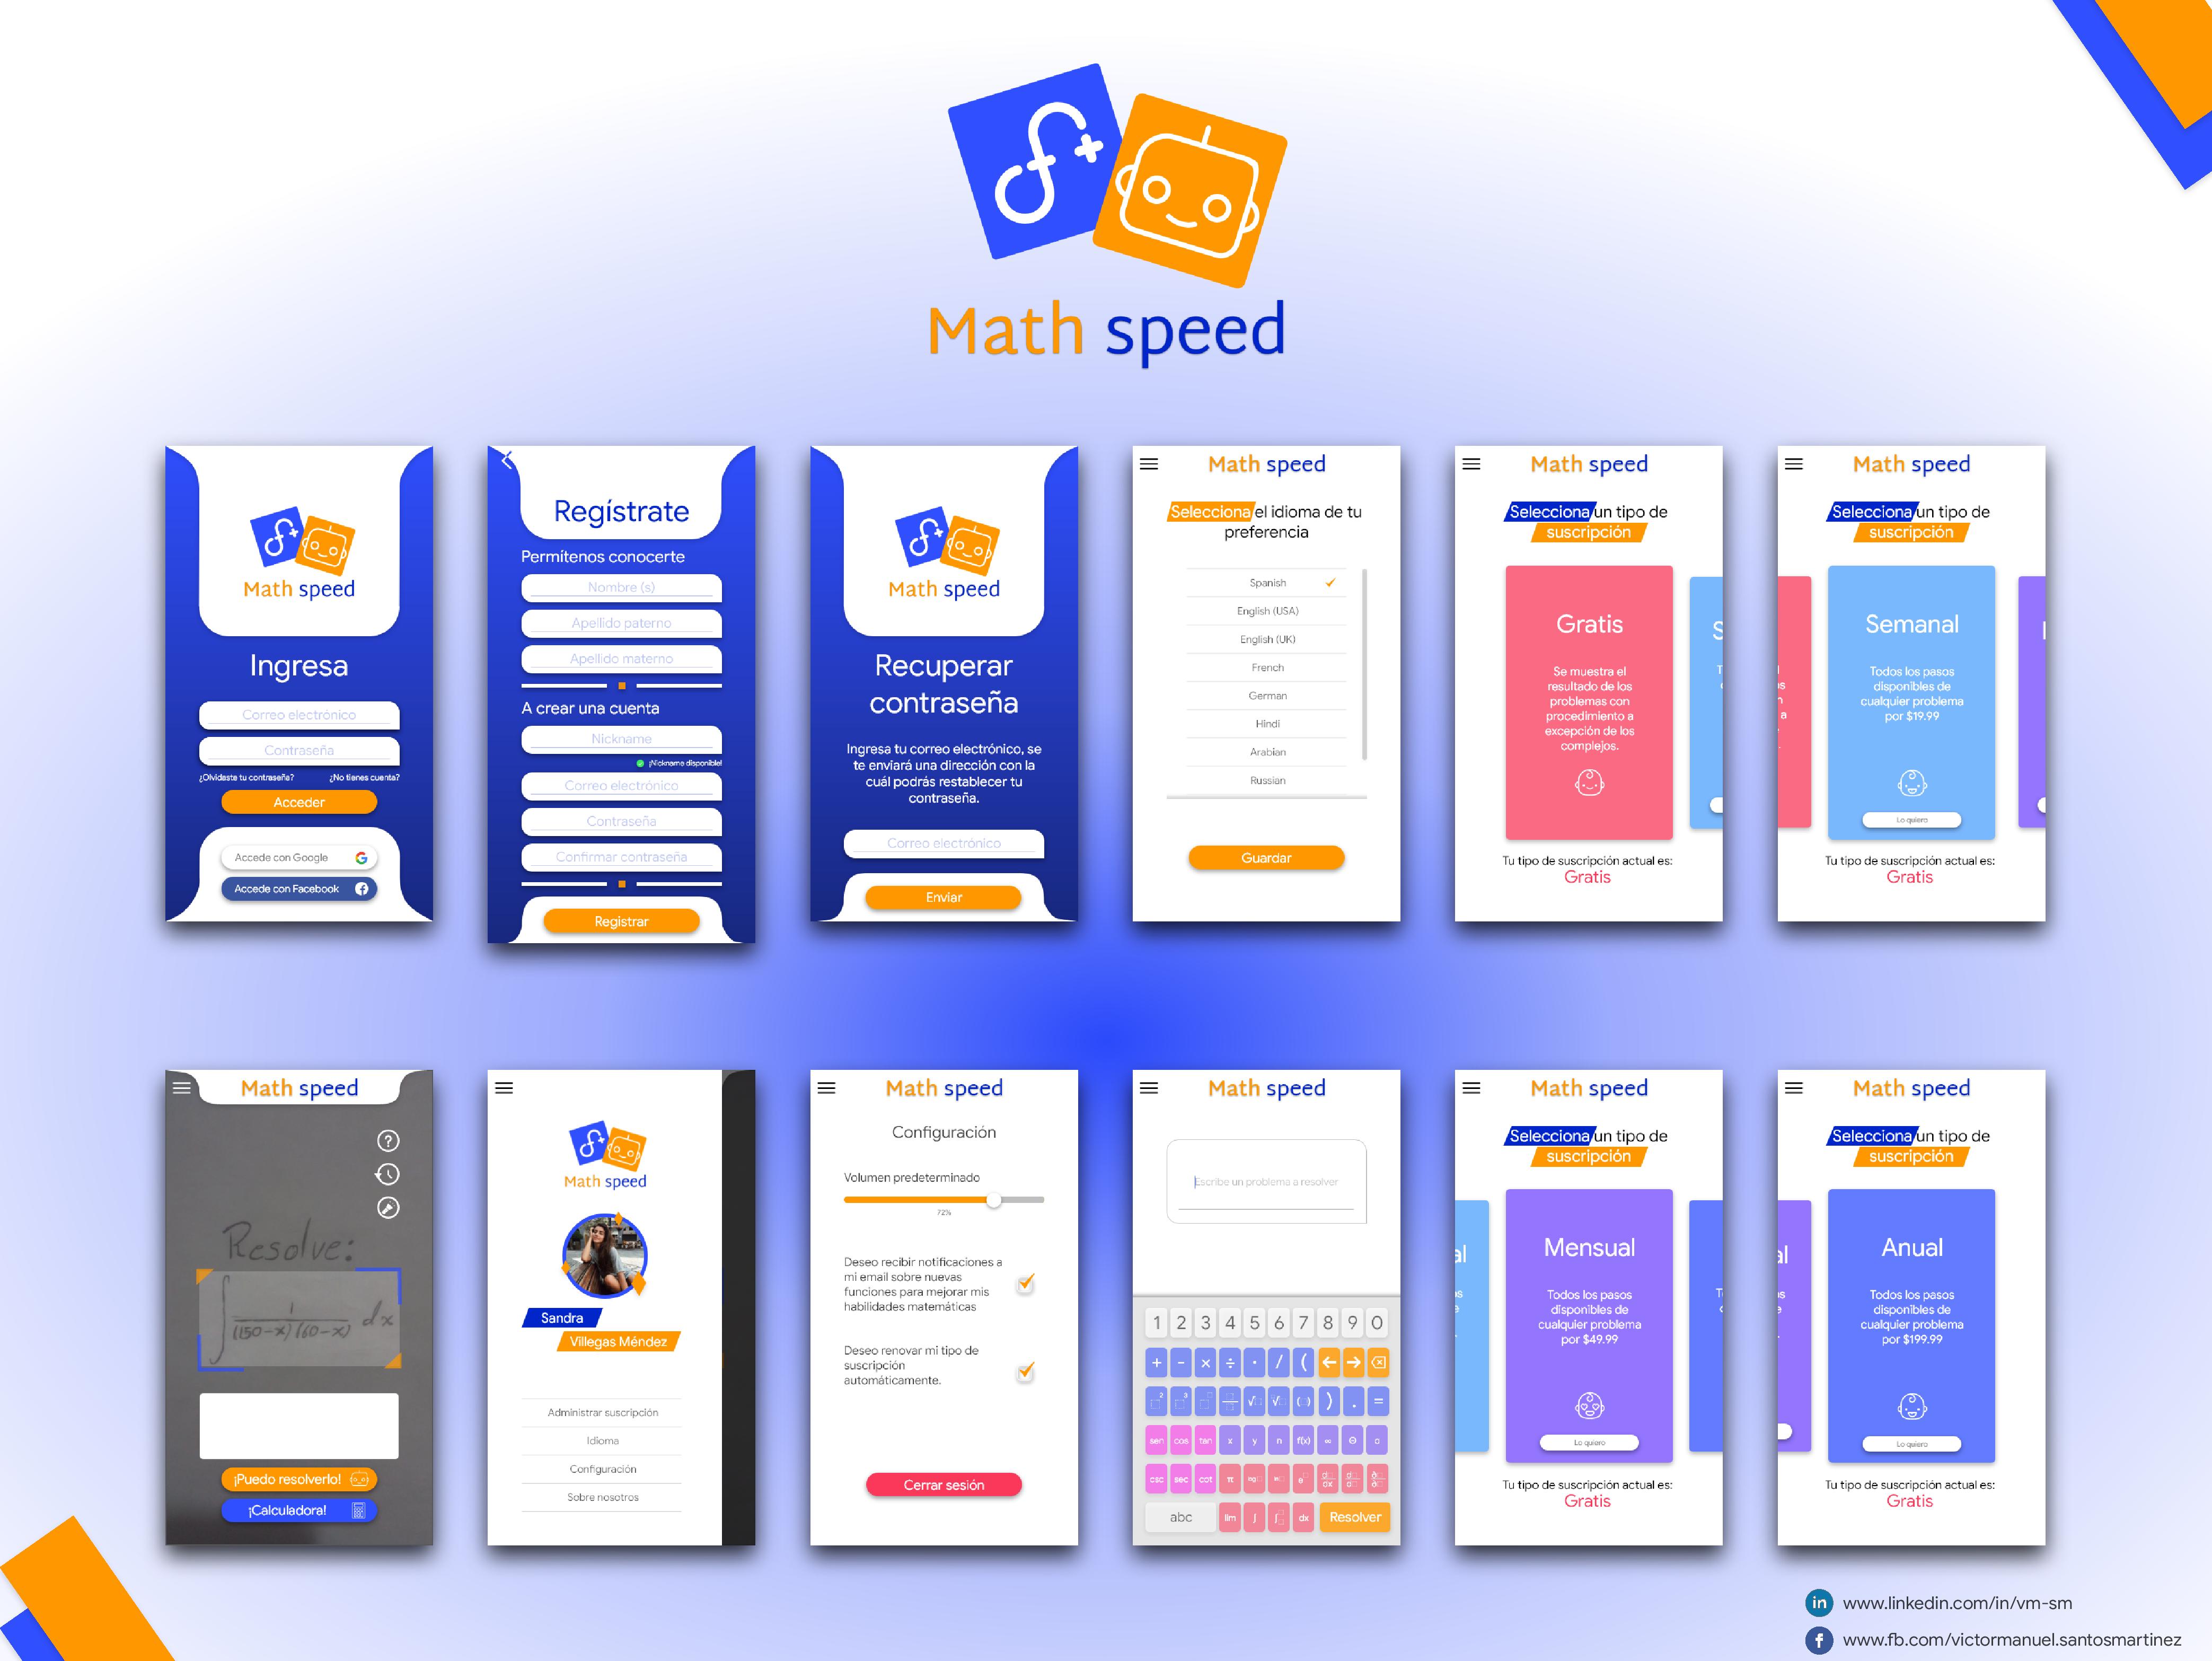 Math speed
Math speed
Ingresa
Correo electrónico
Contraseña
¿Olvidaste tu contraseña? ¿No tienes cuenta?
Acceder
Accede con Google
Accede con Facebook
Regístrate
Permítenos conocerte
Nombre (s)
Apellido paterno
Apellido materno
A crear una cuenta
Nickname
¡Nickname disponible!
Correo electrónico
Contraseña
Confirmar contraseña
Registrar
Math speed
Recuperar
contraseña
Ingresa tu correo electrónico, se
te enviará una dirección con la
cuál podrás restablecer tu
contraseña.
Correo electrónico
Enviar
Math speed
Selecciona el idioma de tu
preferencia
Spanish
English (USA)
English (UK)
French
German
Hindi
Arabian
Russian
Guardar
Math speed
Selecciona un tipo de
suscripción
Gratis
Se muestra el
resultado de los
problemas con
procedimiento a
excepción de los
complejos.
Tu tipo de suscripción actual es:
Gratis
Math speed
Selecciona un tipo de
suscripción
Semanal
Todos los pasos
disponibles de
cualquier problema
por $19.99
Lo quiero
Tu tipo de suscripción actual es:
Gratis
Math speed
Resolve:
∫ 1/((150-x)(60-x)) dx
¡Puedo resolverlo!
¡Calculadora!
Math speed
Sandra
Villegas Méndez
Administrar suscripción
Idioma
Configuración
Sobre nosotros
Math speed
Configuración
Volumen predeterminado
72%
Deseo recibir notificaciones a
mi email sobre nuevas
funciones para mejorar mis
habilidades matemáticas
Deseo renovar mi tipo de
suscripción
automáticamente.
Cerrar sesión
Math speed
Escribe un problema a resolver
1 2 3 4 5 6 7 8 9 0
+ - × ÷ · / ( ← →
√ √ ( ) ) . =
sen cos tan x y n f(x) ∞ Θ
csc sec cot π e d/dx
abc lim ∫ ∫ dx Resolver
Math speed
Selecciona un tipo de
suscripción
Mensual
Todos los pasos
disponibles de
cualquier problema
por $49.99
Lo quiero
Tu tipo de suscripción actual es:
Gratis
Math speed
Selecciona un tipo de
suscripción
Anual
Todos los pasos
disponibles de
cualquier problema
por $199.99
Lo quiero
Tu tipo de suscripción actual es:
Gratis
in www.linkedin.com/in/vm-sm
f www.fb.com/victormanuel.santosmartinez